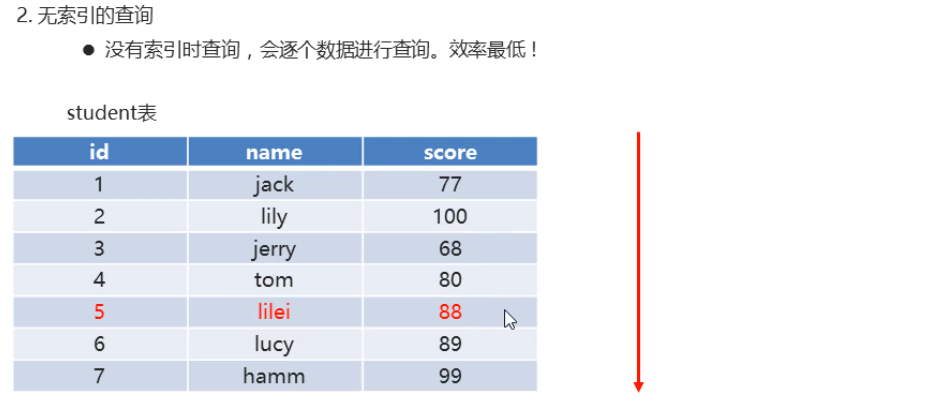 2. 无索引的查询
● 没有索引时查询，会逐个数据进行查询。效率最低！
student表
id name score
1 jack 77
2 lily 100
3 jerry 68
4 tom 80
5 lilei 88
6 lucy 89
7 hamm 99